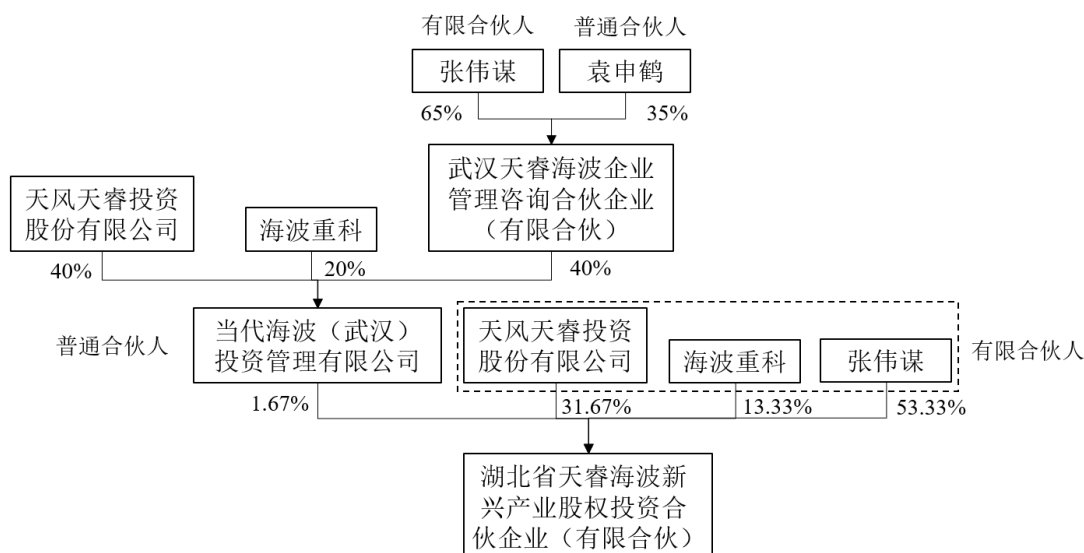 有限合伙人
普通合伙人
张伟谋
袁申鹤
65%
35%
武汉天睿海波企业
管理咨询合伙企业
（有限合伙）
天风天睿投资
股份有限公司
海波重科
40%
20%
40%
普通合伙人
当代海波（武汉）
投资管理有限公司
天风天睿投资
股份有限公司
海波重科
张伟谋
有限合伙人
1.67%
31.67%
13.33%
53.33%
湖北省天睿海波新
兴产业股权投资合
伙企业（有限合伙）